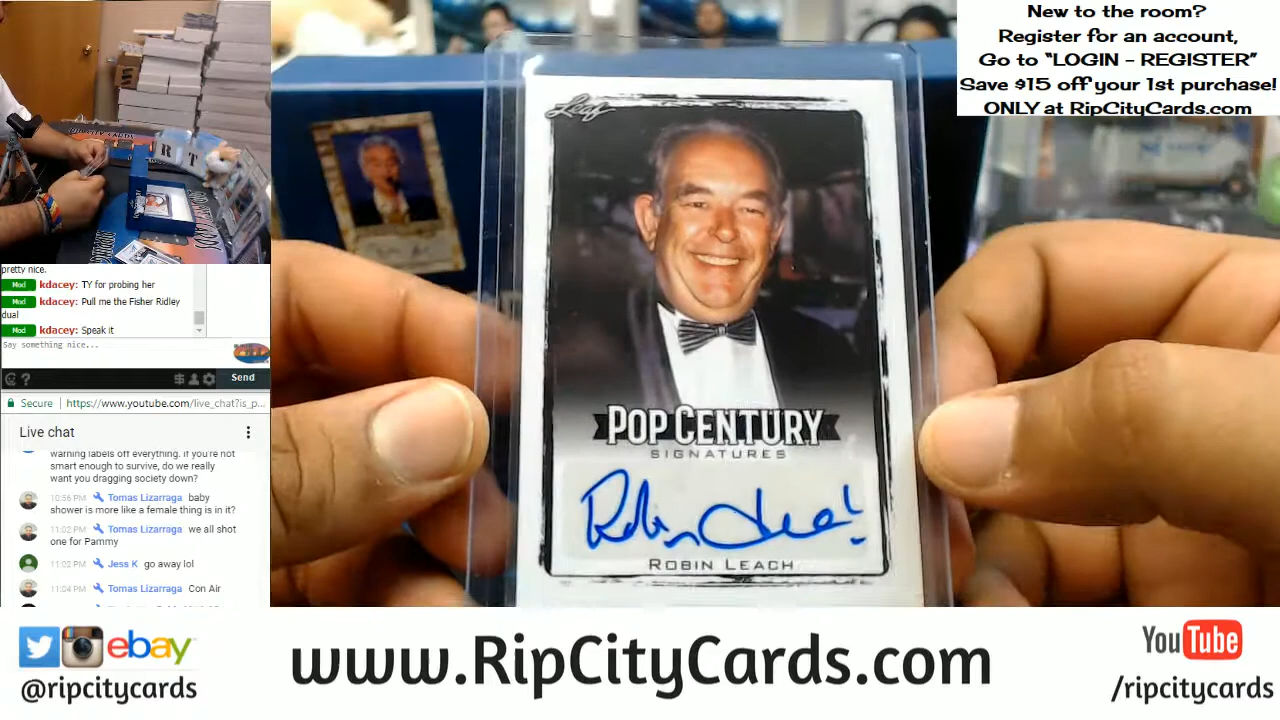 New to the room?
Register for an account,
Go to "LOGIN - REGISTER"
Save $15 off your 1st purchase!
ONLY at RipCityCards.com
Leaf
POP CENTURY
SIGNATURES
Robin Leach!
ROBIN LEACH
R
T
pretty nice.
Mod kdacey: TY for probing her
Mod kdacey: Pull me the Fisher Ridley
dual
Mod kdacey: Speak it
Say something nice...
Send
Secure https://www.youtube.com/live_chat?is_p...
Live chat
warning labels off everything. if you're not
smart enough to survive, do we really
want you dragging society down?
10:56 PM Tomas Lizarraga baby
shower is more like a female thing is in it?
11:02 PM Tomas Lizarraga we all shot
one for Pammy
11:02 PM Jess K go away lol
11:04 PM Tomas Lizarraga Con Air
ebay
@ripcitycards
www.RipCityCards.com
YouTube
/ripcitycards